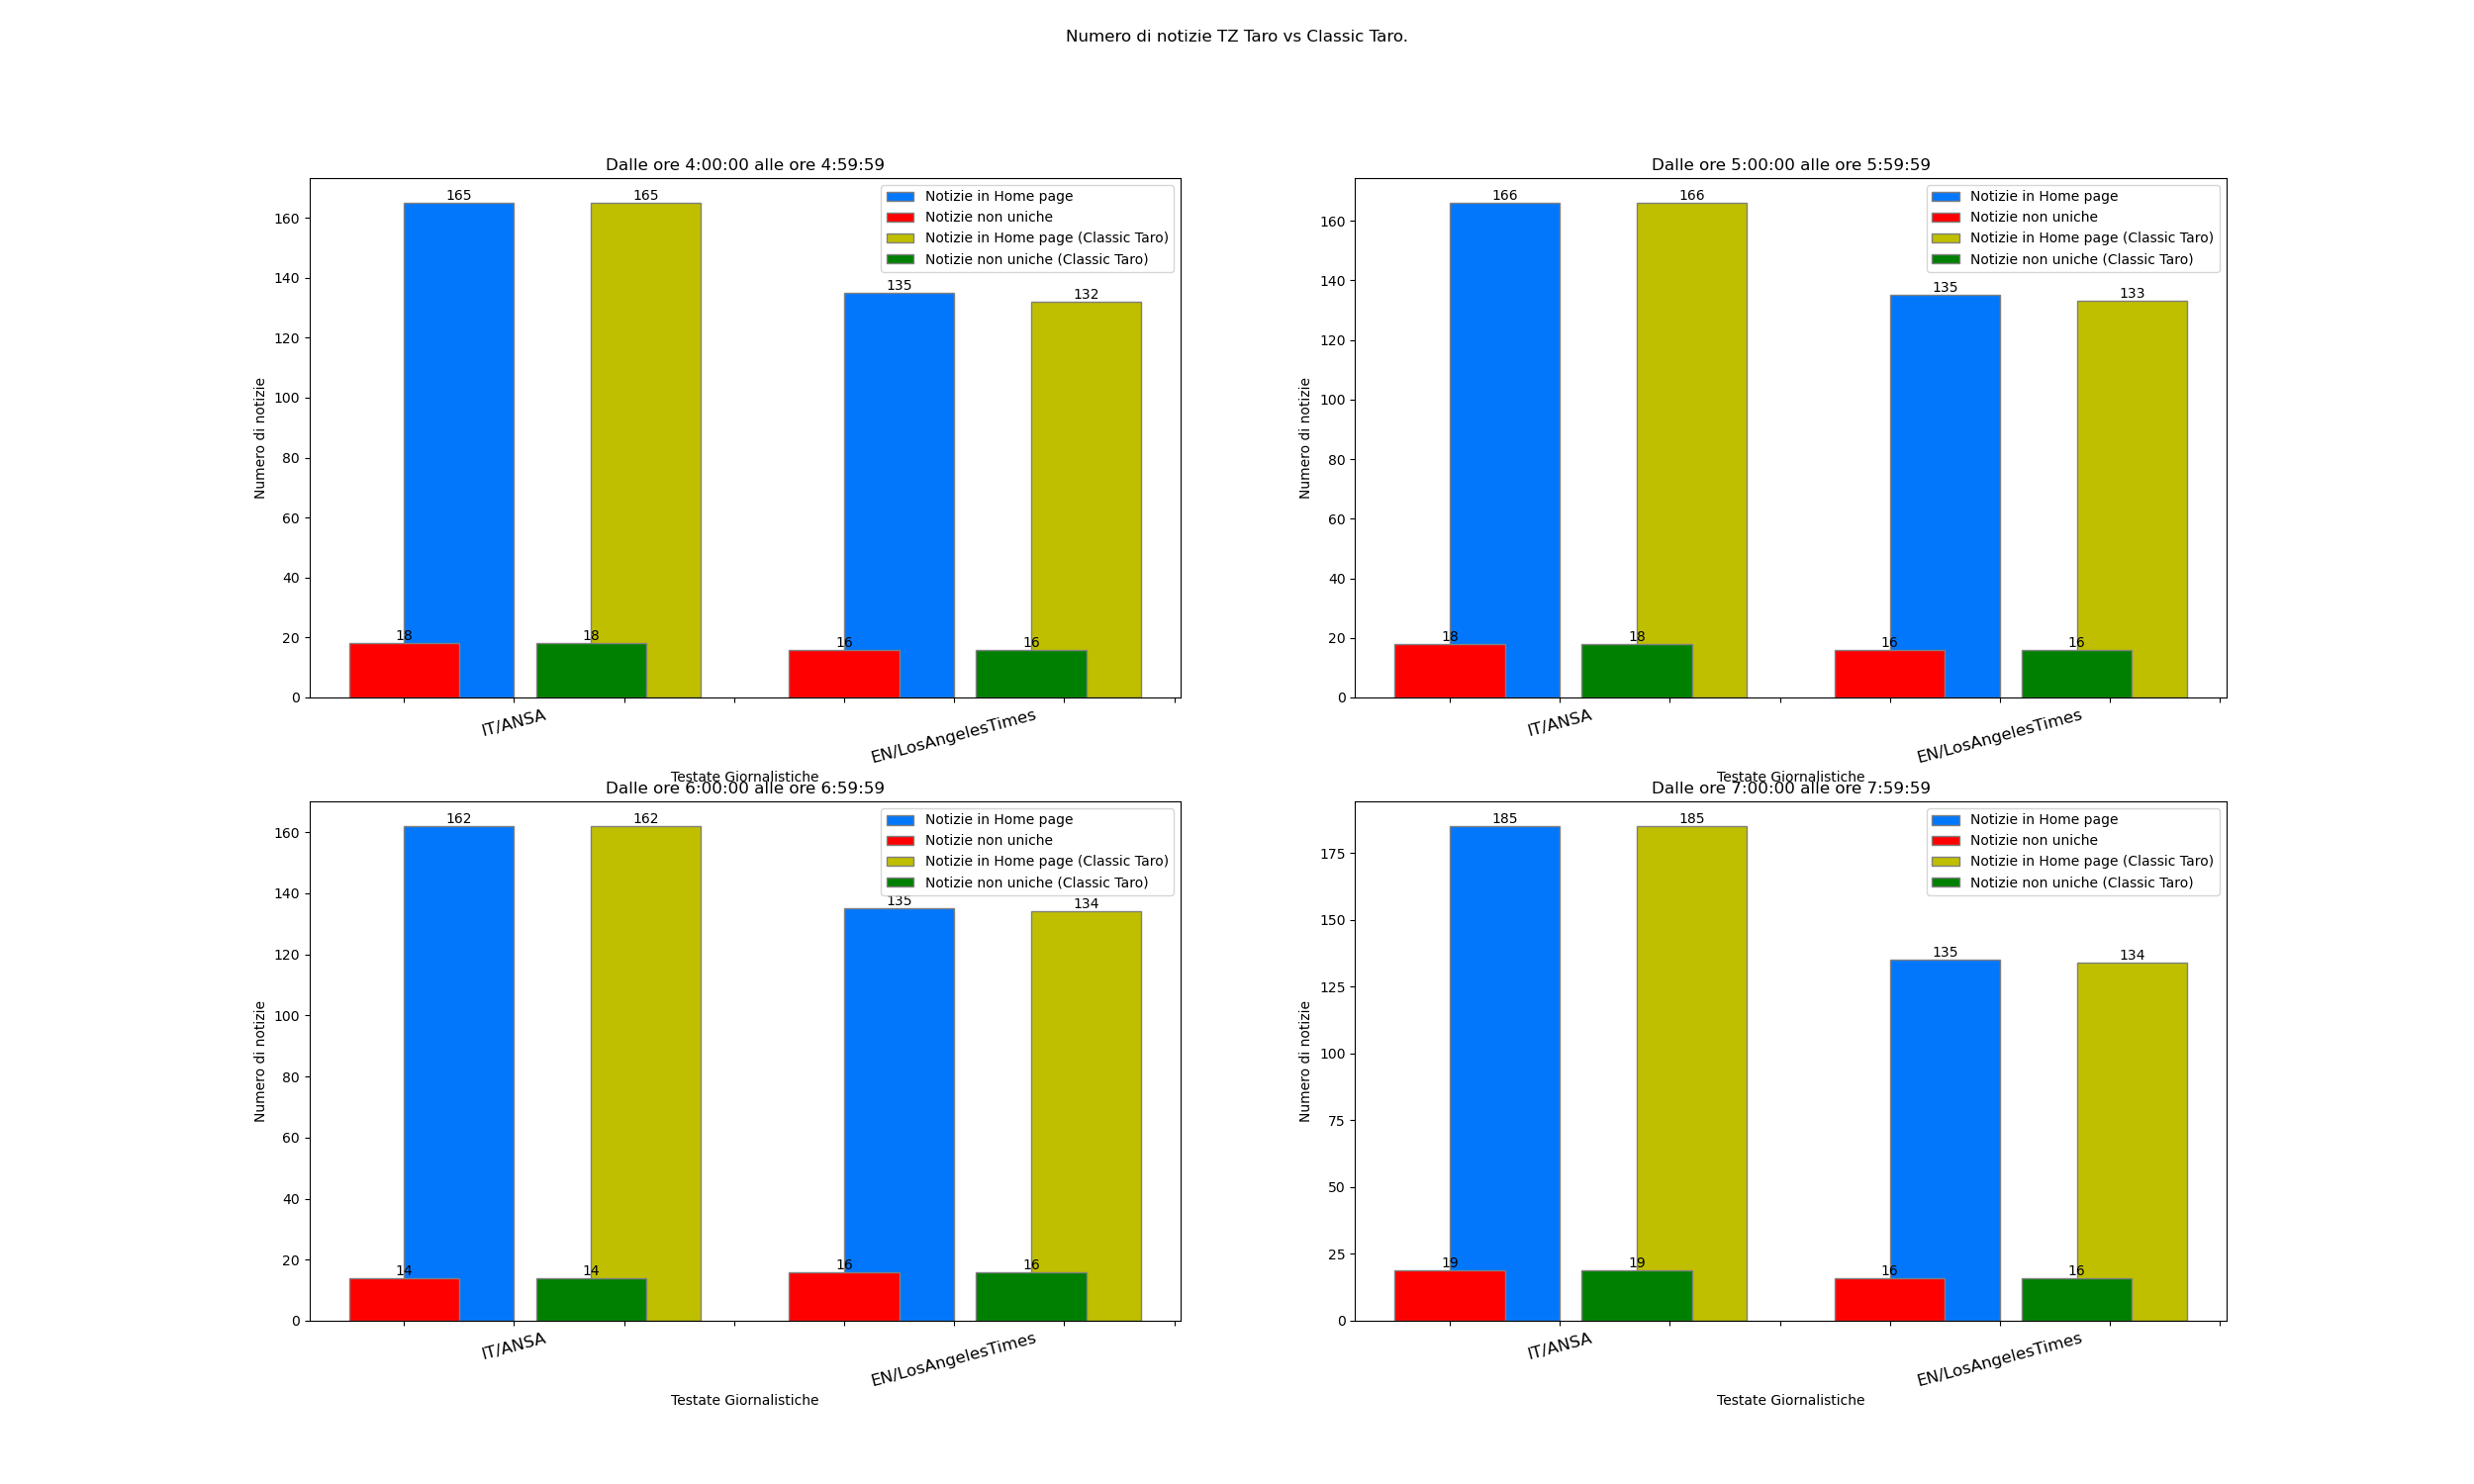 Numero di notizie TZ Taro vs Classic Taro.
Dalle ore 4:00:00 alle ore 4:59:59
Notizie in Home page
Notizie non uniche
Notizie in Home page (Classic Taro)
Notizie non uniche (Classic Taro)
165
165
135
132
18
18
16
16
160
140
120
100
80
60
40
20
0
Numero di notizie
IT/ANSA
EN/LosAngelesTimes
Testate Giornalistiche
Dalle ore 5:00:00 alle ore 5:59:59
Notizie in Home page
Notizie non uniche
Notizie in Home page (Classic Taro)
Notizie non uniche (Classic Taro)
166
166
135
133
18
18
16
16
160
140
120
100
80
60
40
20
0
Numero di notizie
IT/ANSA
EN/LosAngelesTimes
Testate Giornalistiche
Dalle ore 6:00:00 alle ore 6:59:59
Notizie in Home page
Notizie non uniche
Notizie in Home page (Classic Taro)
Notizie non uniche (Classic Taro)
162
162
135
134
14
14
16
16
160
140
120
100
80
60
40
20
0
Numero di notizie
IT/ANSA
EN/LosAngelesTimes
Testate Giornalistiche
Dalle ore 7:00:00 alle ore 7:59:59
Notizie in Home page
Notizie non uniche
Notizie in Home page (Classic Taro)
Notizie non uniche (Classic Taro)
185
185
135
134
19
19
16
16
175
150
125
100
75
50
25
0
Numero di notizie
IT/ANSA
EN/LosAngelesTimes
Testate Giornalistiche